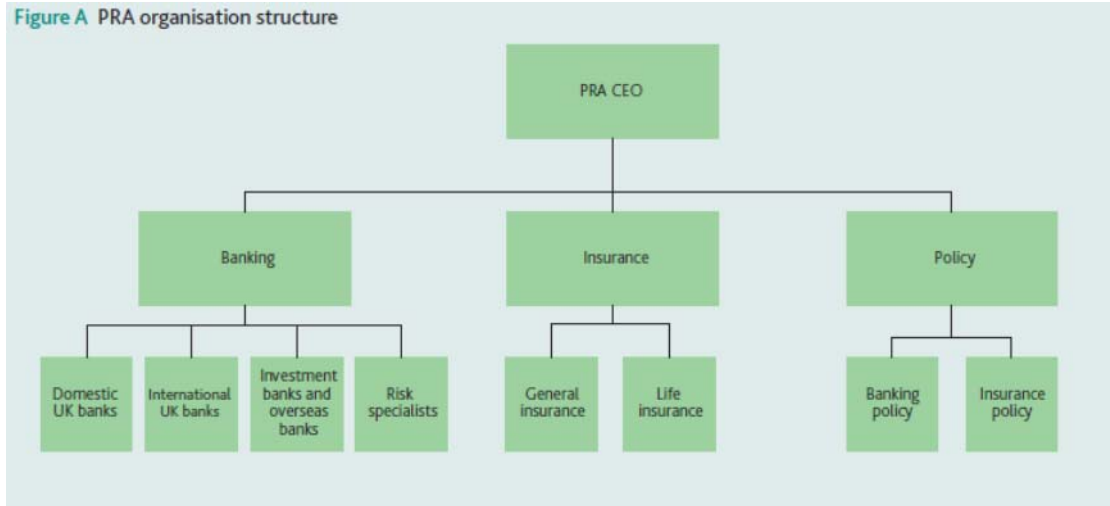 Figure A PRA organisation structure
PRA CEO
Banking
Insurance
Policy
Domestic
UK banks
International
UK banks
Investment
banks and
overseas
banks
Risk
specialists
General
insurance
Life
insurance
Banking
policy
Insurance
policy